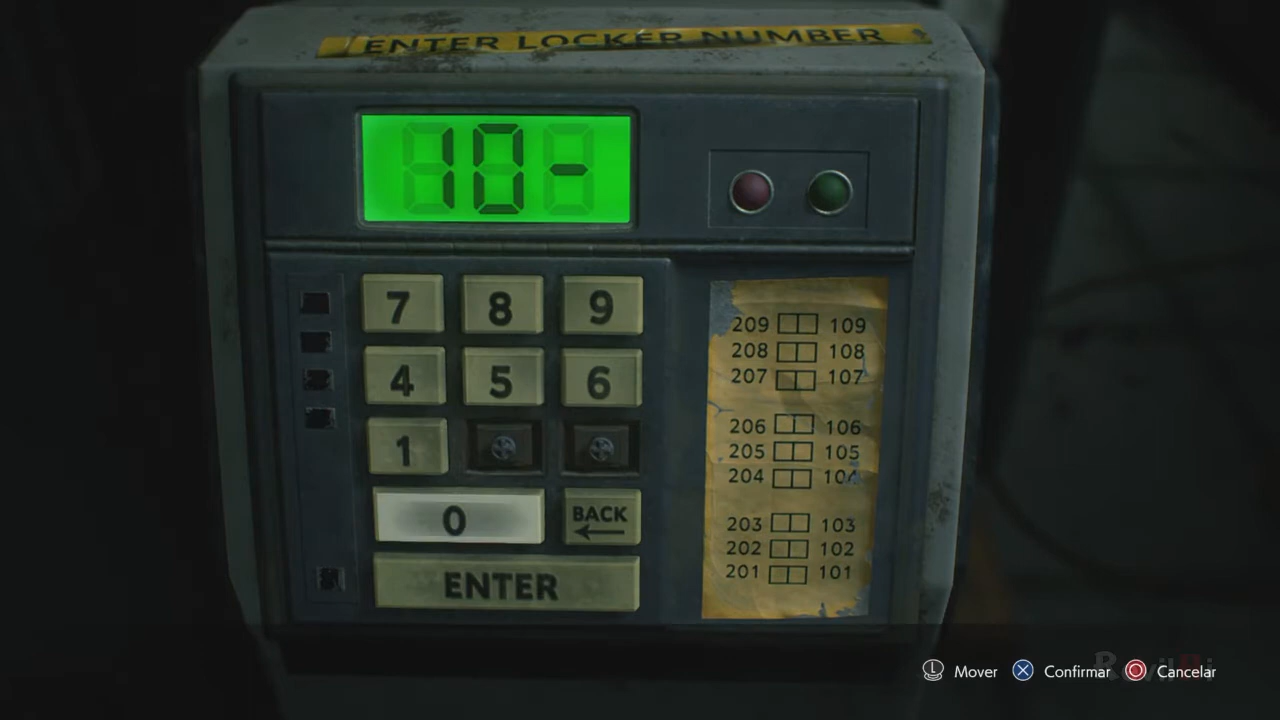 ENTER LOCKER NUMBER
10-
7 8 9
4 5 6
1
0 BACK
ENTER
209 109
208 108
207 107
206 106
205 105
204 104
203 103
202 102
201 101
L Mover Confirmar Cancelar